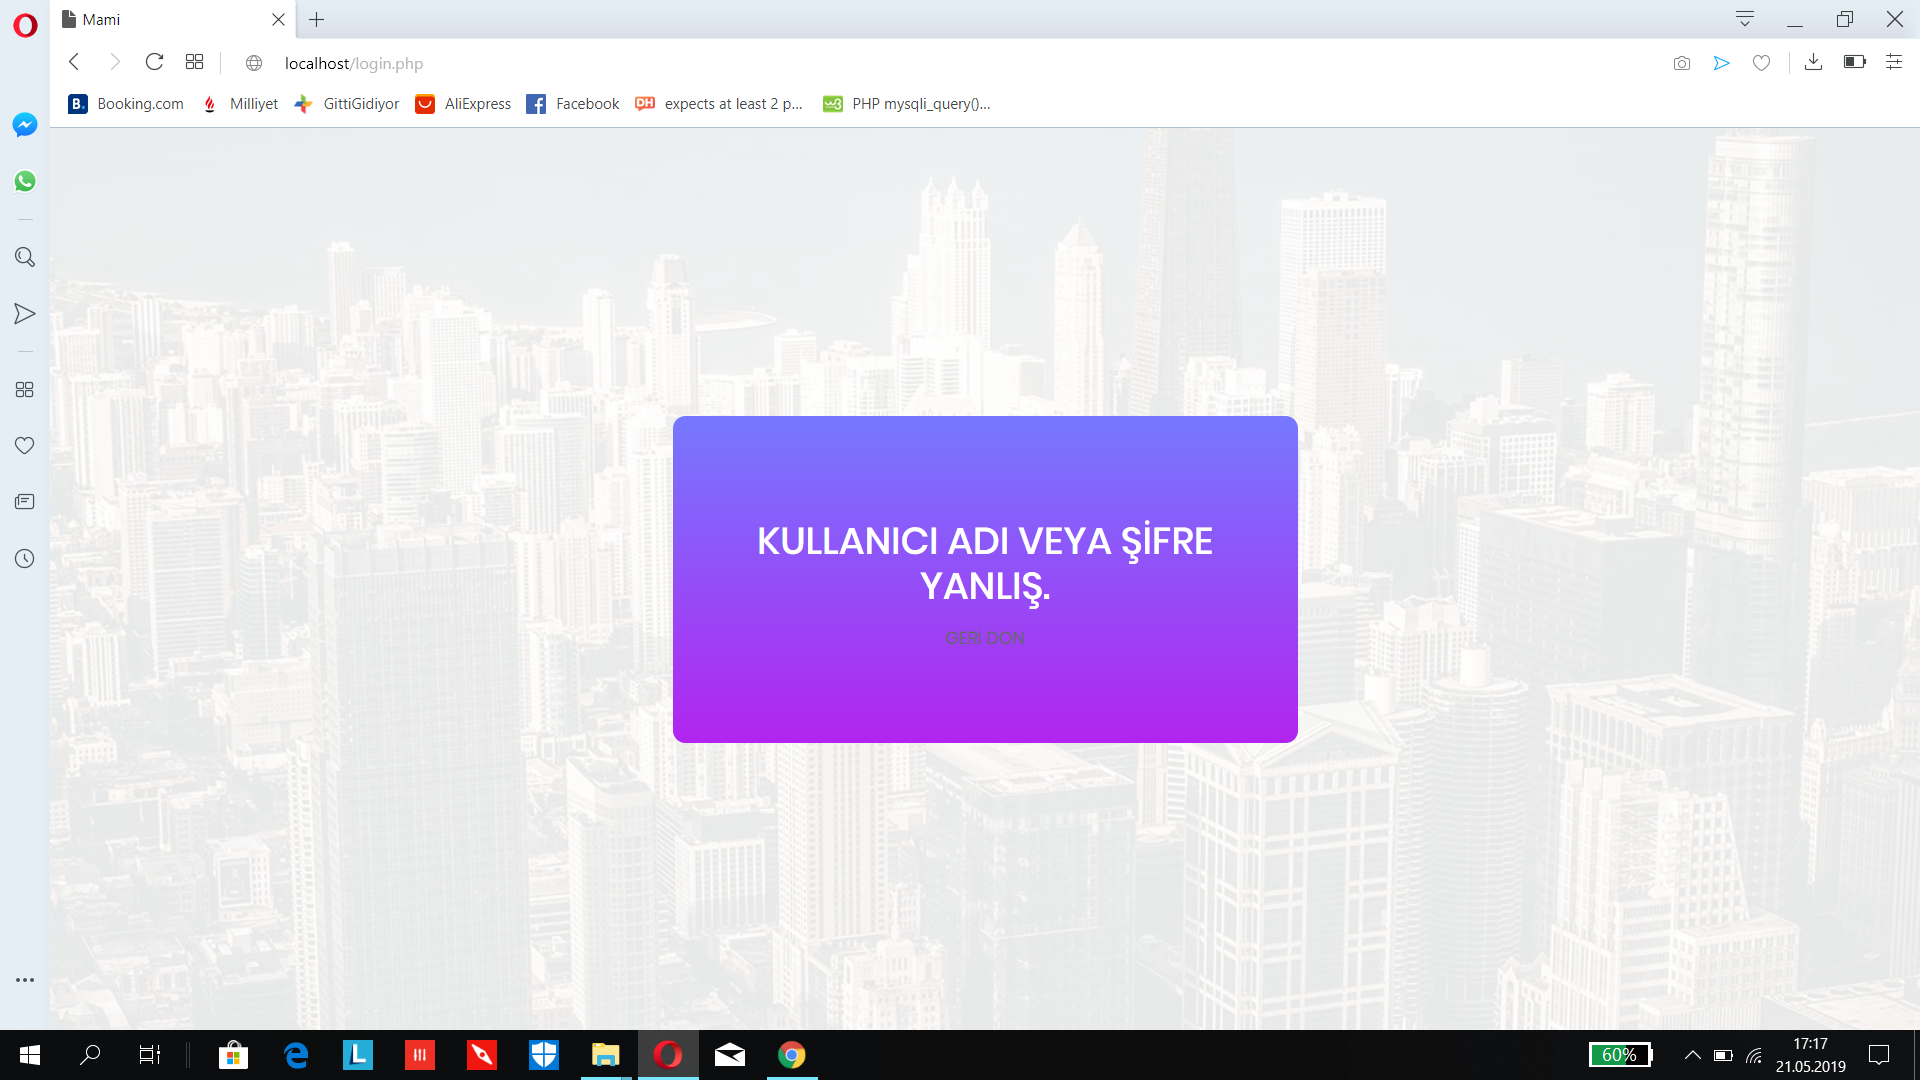 Mami
localhost/login.php
Booking.com
Milliyet
GittiGidiyor
AliExpress
Facebook
expects at least 2 p...
PHP mysqli_query()...
KULLANICI ADI VEYA ŞİFRE
YANLIŞ.
GERİ DON
60%
17:17
21.05.2019